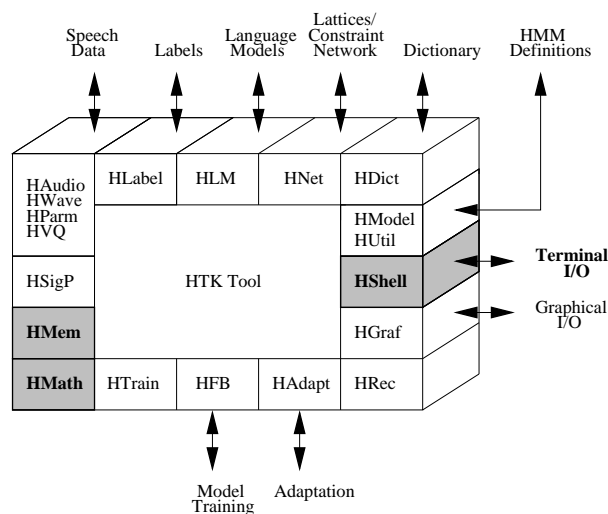 Speech
Data
Labels
Language
Models
Lattices/
Constraint
Network
Dictionary
HMM
Definitions
HAudio
HWave
HParm
HVQ
HLabel
HLM
HNet
HDict
HModel
HUtil
HSigP
HTK Tool
HShell
Terminal
I/O
HMem
HGraf
Graphical
I/O
HMath
HTrain
HFB
HAdapt
HRec
Model
Training
Adaptation